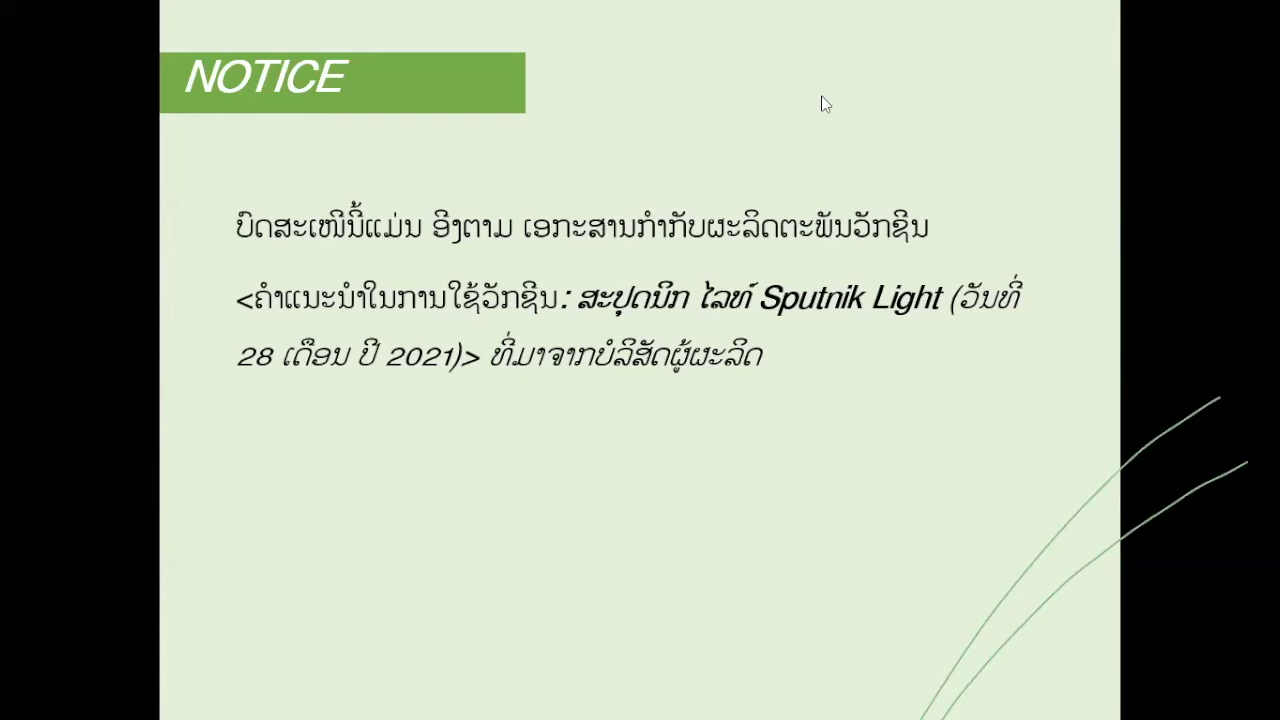 NOTICE
ບົດສະເໜີນີ້ແມ່ນ ອີງຕາມ ເອກະສານກຳກັບຜະລິດຕະພັນວັກຊີນ
<ຄຳແນະນຳໃນການໃຊ້ວັກຊີນ: ສະປຸດນິກ ໄລທ໌ Sputnik Light (ວັນທີ່
28 ເດືອນ ປີ 2021)> ທີ່ມາຈາກບໍລິສັດຜູ້ຜະລິດ